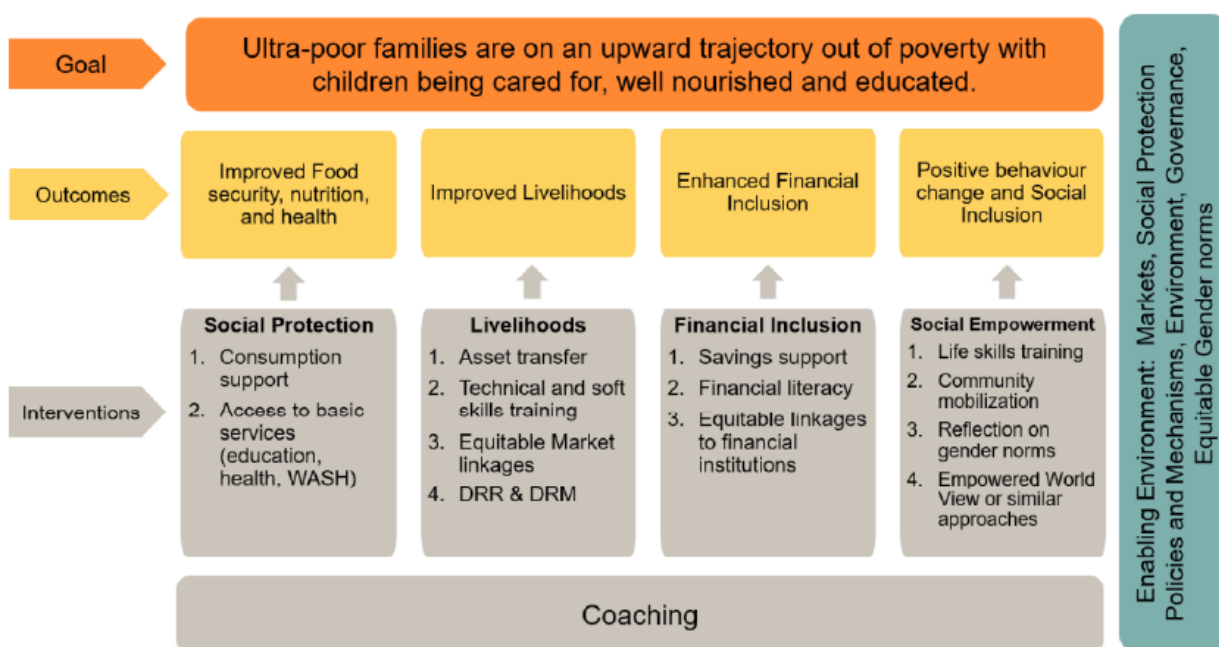 Goal
Ultra-poor families are on an upward trajectory out of poverty with
children being cared for, well nourished and educated.
Outcomes
Improved Food
security, nutrition,
and health
Improved Livelihoods
Enhanced Financial
Inclusion
Positive behaviour
change and Social
Inclusion
Interventions
Social Protection
1. Consumption
support
2. Access to basic
services
(education,
health, WASH)
Livelihoods
1. Asset transfer
2. Technical and soft
skills training
3. Equitable Market
linkages
4. DRR & DRM
Financial Inclusion
1. Savings support
2. Financial literacy
3. Equitable linkages
to financial
institutions
Social Empowerment
1. Life skills training
2. Community
mobilization
3. Reflection on
gender norms
4. Empowered World
View or similar
approaches
Coaching
Enabling Environment: Markets, Social Protection
Policies and Mechanisms, Environment, Governance,
Equitable Gender norms